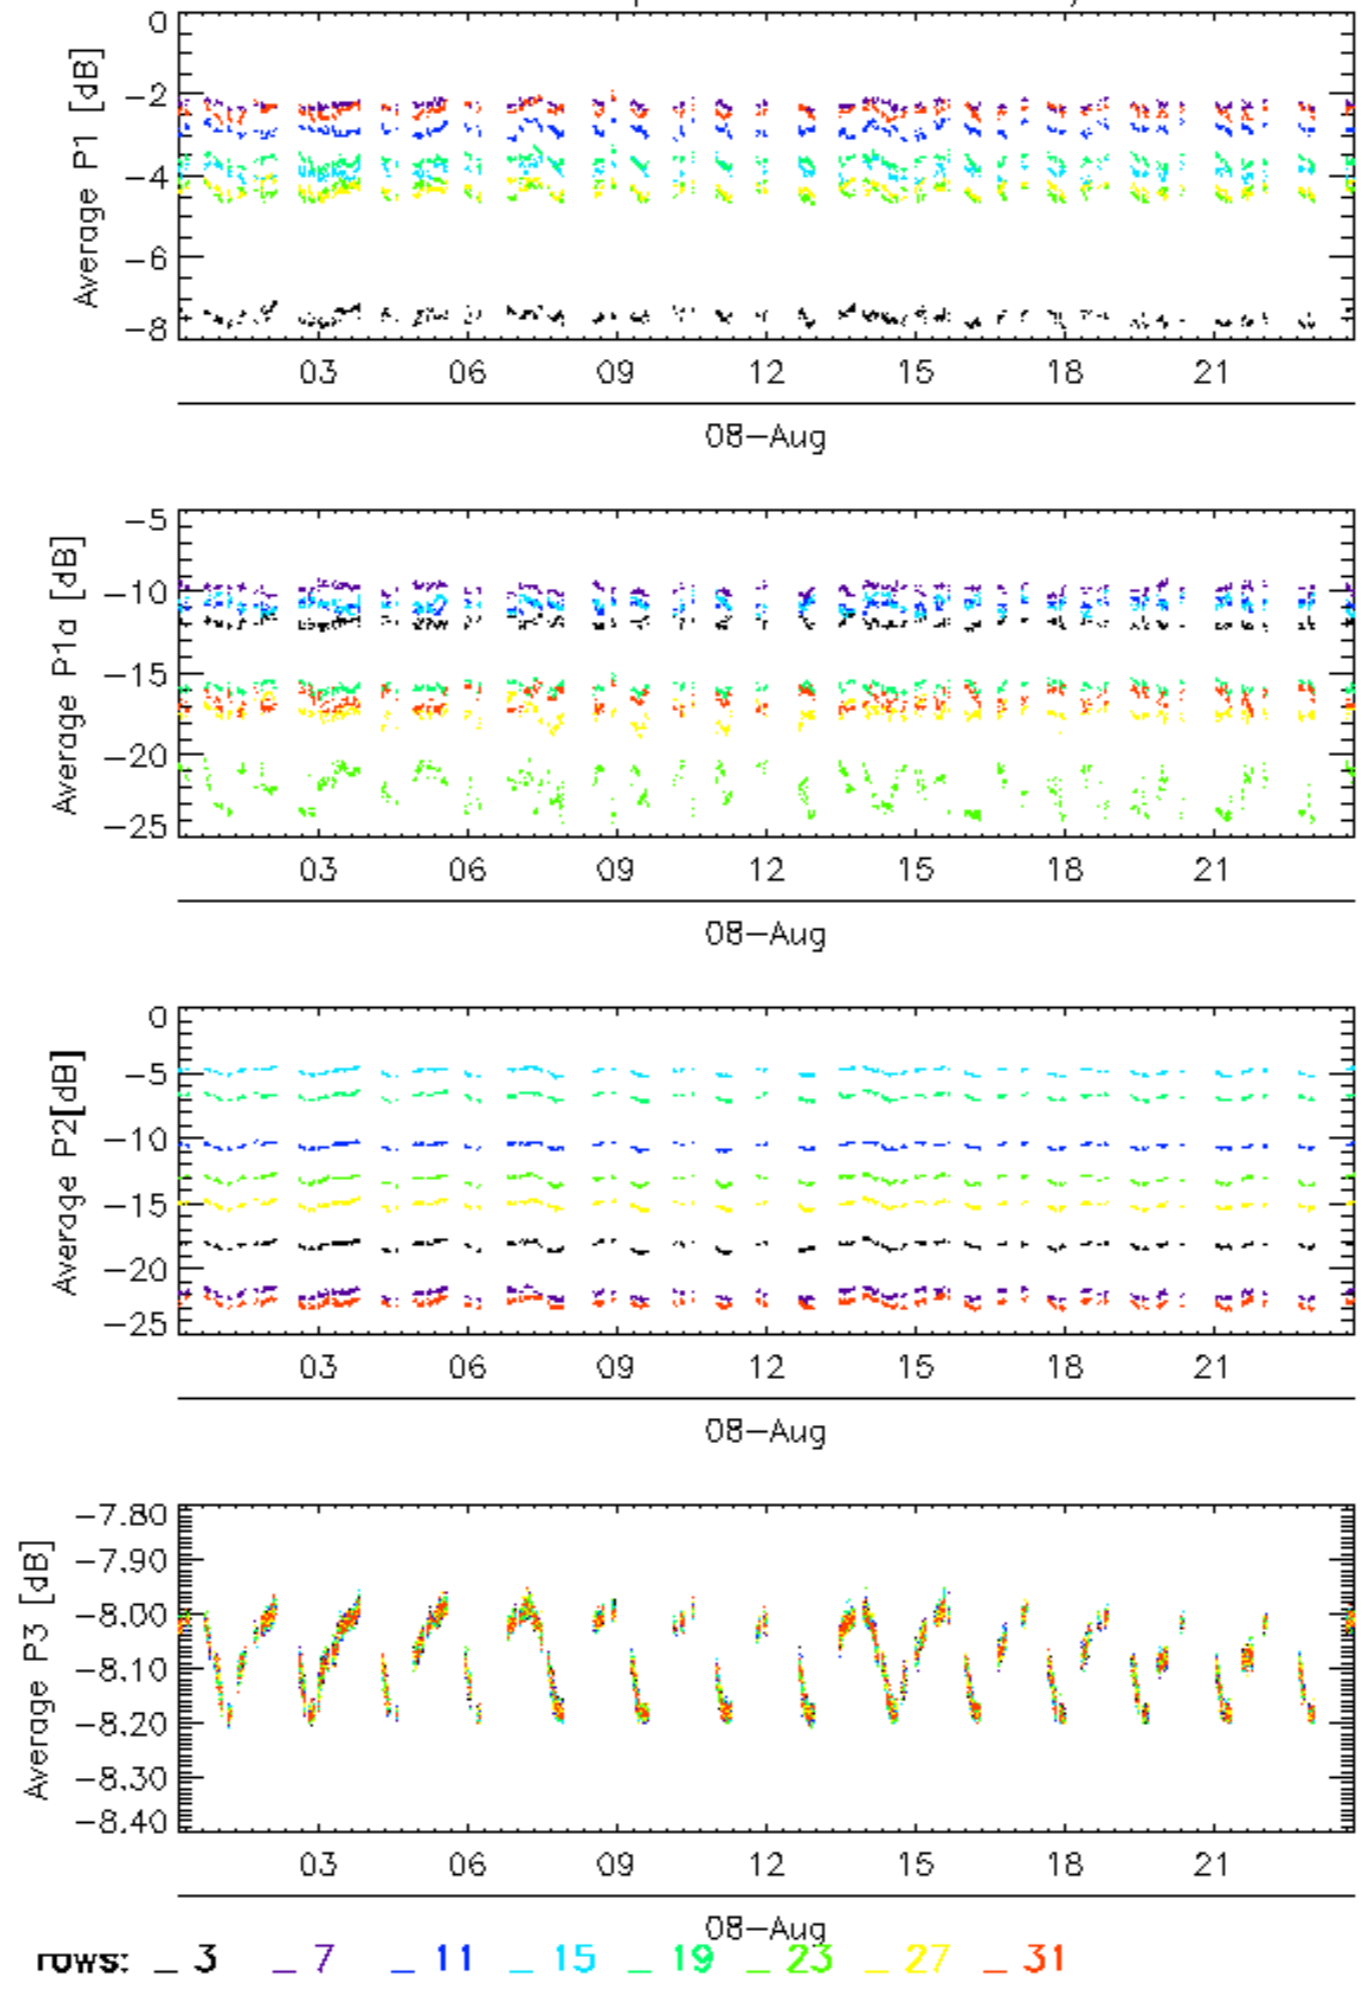 0
−2
−4
−6
−8
Average P1 [dB]
03 06 09 12 15 18 21
08−Aug
−5
−10
−15
−20
−25
Average P1a [dB]
03 06 09 12 15 18 21
08−Aug
0
−5
−10
−15
−20
−25
Average P2[dB]
03 06 09 12 15 18 21
08−Aug
−7.80
−7.90
−8.00
−8.10
−8.20
−8.30
−8.40
Average P3 [dB]
03 06 09 12 15 18 21
08−Aug
rows: _ 3 _ 7 _ 11 _ 15 _ 19 _ 23 _ 27 _ 31